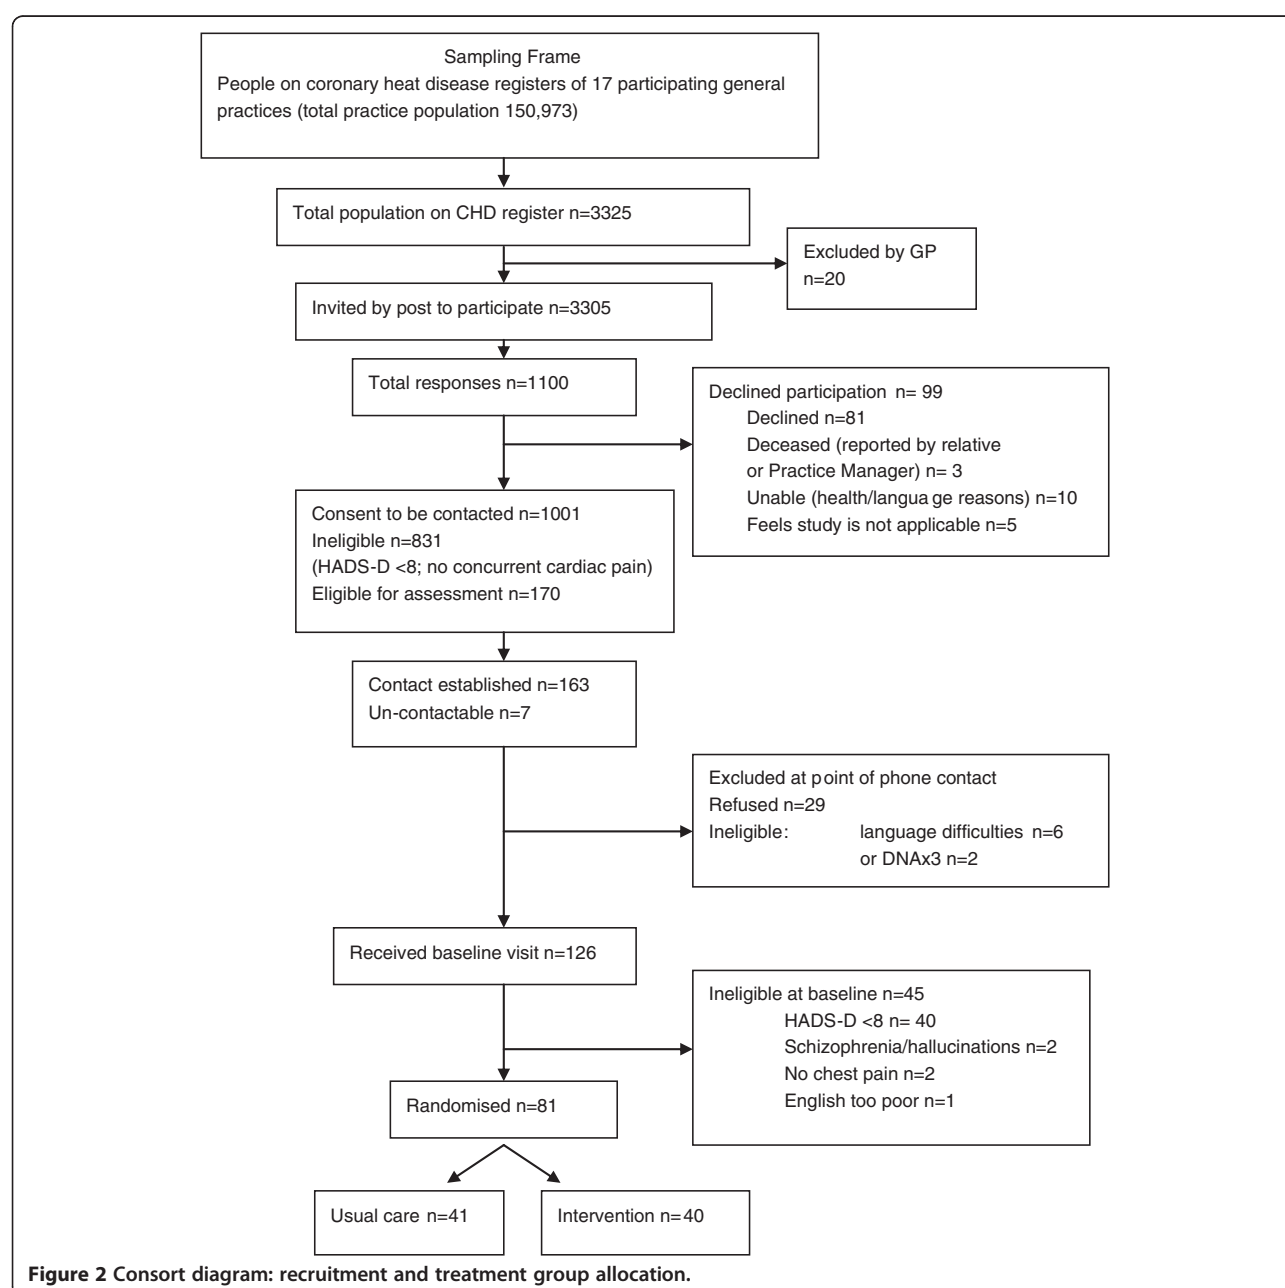 Sampling Frame
People on coronary heat disease registers of 17 participating general
practices (total practice population 150,973)
Total population on CHD register n=3325
Excluded by GP
n=20
Invited by post to participate n=3305
Total responses n=1100
Declined participation n= 99
Declined n=81
Deceased (reported by relative
or Practice Manager) n= 3
Unable (health/langua ge reasons) n=10
Feels study is not applicable n=5
Consent to be contacted n=1001
Ineligible n=831
(HADS-D <8; no concurrent cardiac pain)
Eligible for assessment n=170
Contact established n=163
Un-contactable n=7
Excluded at point of phone contact
Refused n=29
Ineligible: language difficulties n=6
or DNAx3 n=2
Received baseline visit n=126
Ineligible at baseline n=45
HADS-D <8 n= 40
Schizophrenia/hallucinations n=2
No chest pain n=2
English too poor n=1
Randomised n=81
Usual care n=41
Intervention n=40
Figure 2 Consort diagram: recruitment and treatment group allocation.